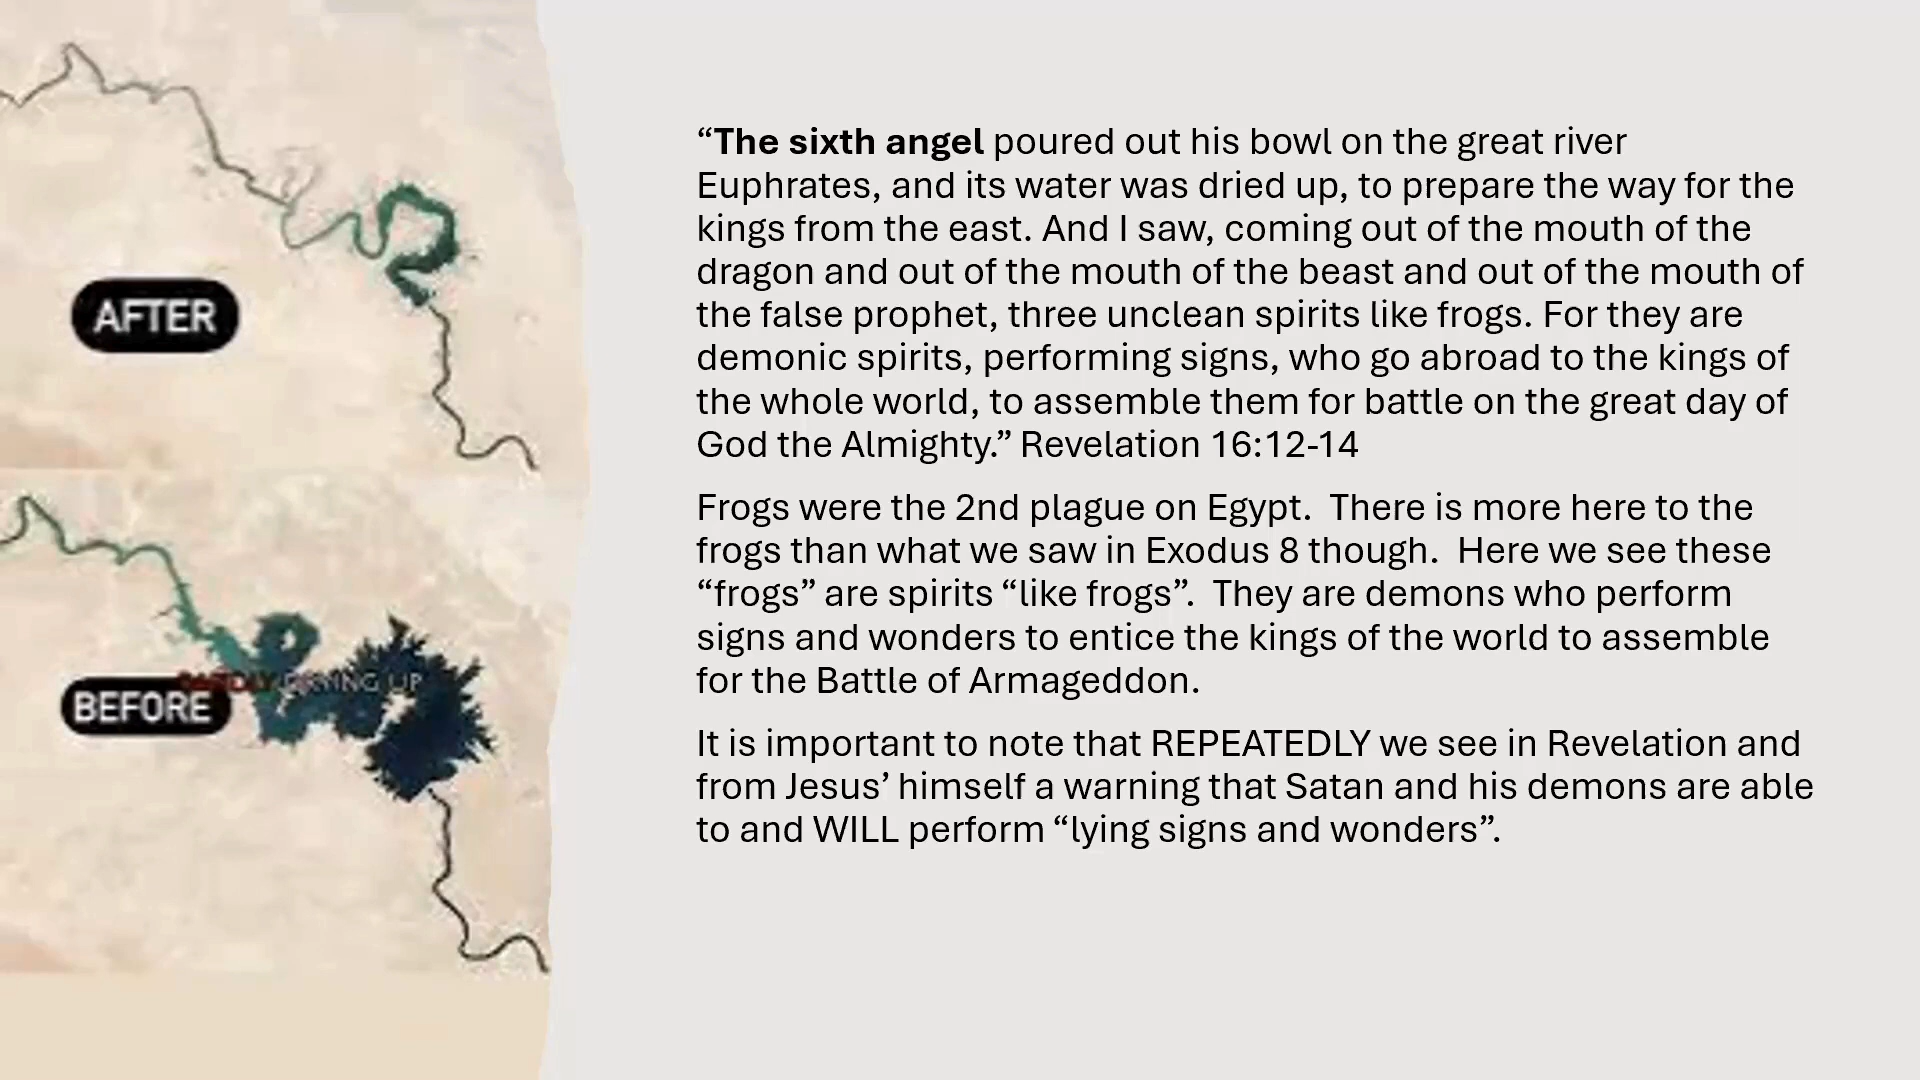 AFTER
BEFORE
DRYING UP
“The sixth angel poured out his bowl on the great river
Euphrates, and its water was dried up, to prepare the way for the
kings from the east. And I saw, coming out of the mouth of the
dragon and out of the mouth of the beast and out of the mouth of
the false prophet, three unclean spirits like frogs. For they are
demonic spirits, performing signs, who go abroad to the kings of
the whole world, to assemble them for battle on the great day of
God the Almighty.” Revelation 16:12-14
Frogs were the 2nd plague on Egypt.  There is more here to the
frogs than what we saw in Exodus 8 though.  Here we see these
“frogs” are spirits “like frogs”.  They are demons who perform
signs and wonders to entice the kings of the world to assemble
for the Battle of Armageddon.
It is important to note that REPEATEDLY we see in Revelation and
from Jesus’ himself a warning that Satan and his demons are able
to and WILL perform “lying signs and wonders”.